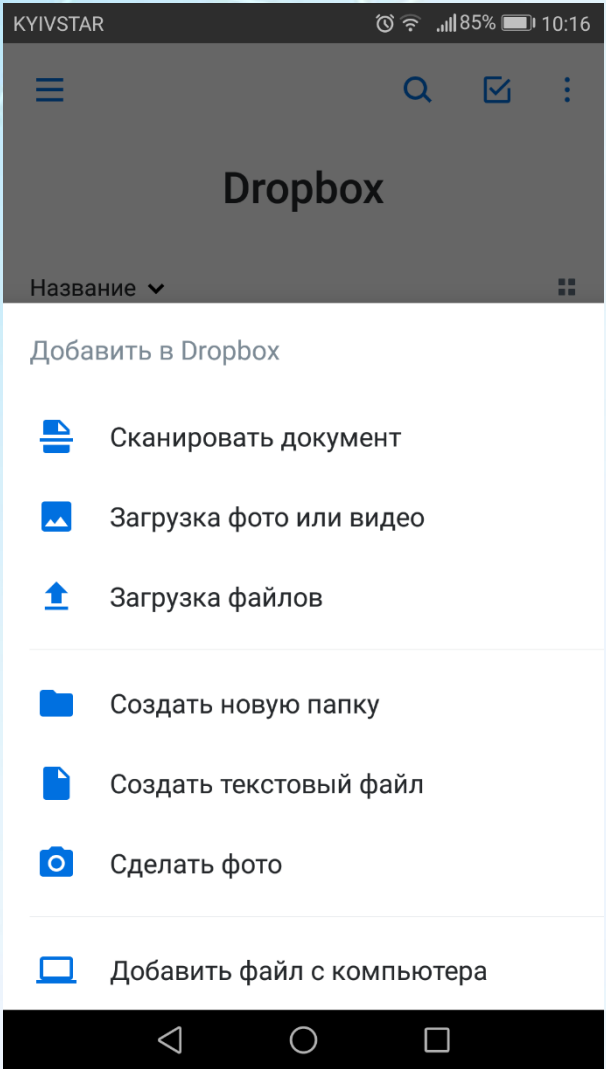 KYIVSTAR 85% 10:16
Dropbox
Название
Добавить в Dropbox
Сканировать документ
Загрузка фото или видео
Загрузка файлов
Создать новую папку
Создать текстовый файл
Сделать фото
Добавить файл с компьютера